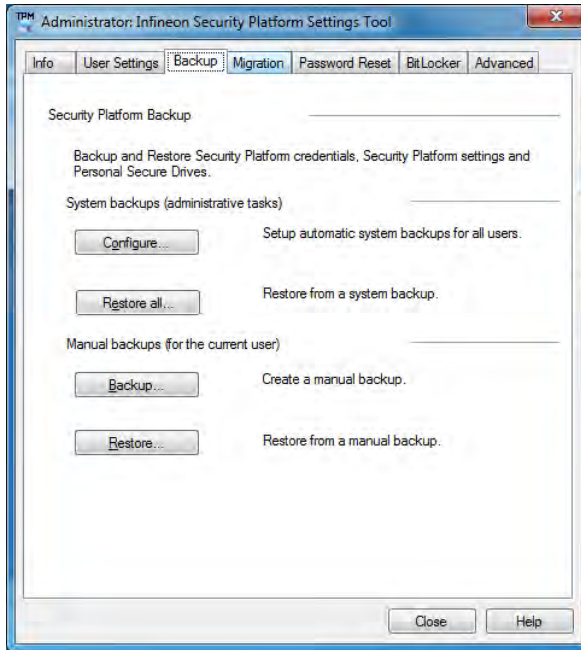 TPM Administrator: Infineon Security Platform Settings Tool
Info User Settings Backup Migration Password Reset BitLocker Advanced
Security Platform Backup
Backup and Restore Security Platform credentials, Security Platform settings and
Personal Secure Drives.
System backups (administrative tasks)
Configure... Setup automatic system backups for all users.
Restore all... Restore from a system backup.
Manual backups (for the current user)
Backup... Create a manual backup.
Restore... Restore from a manual backup.
Close Help